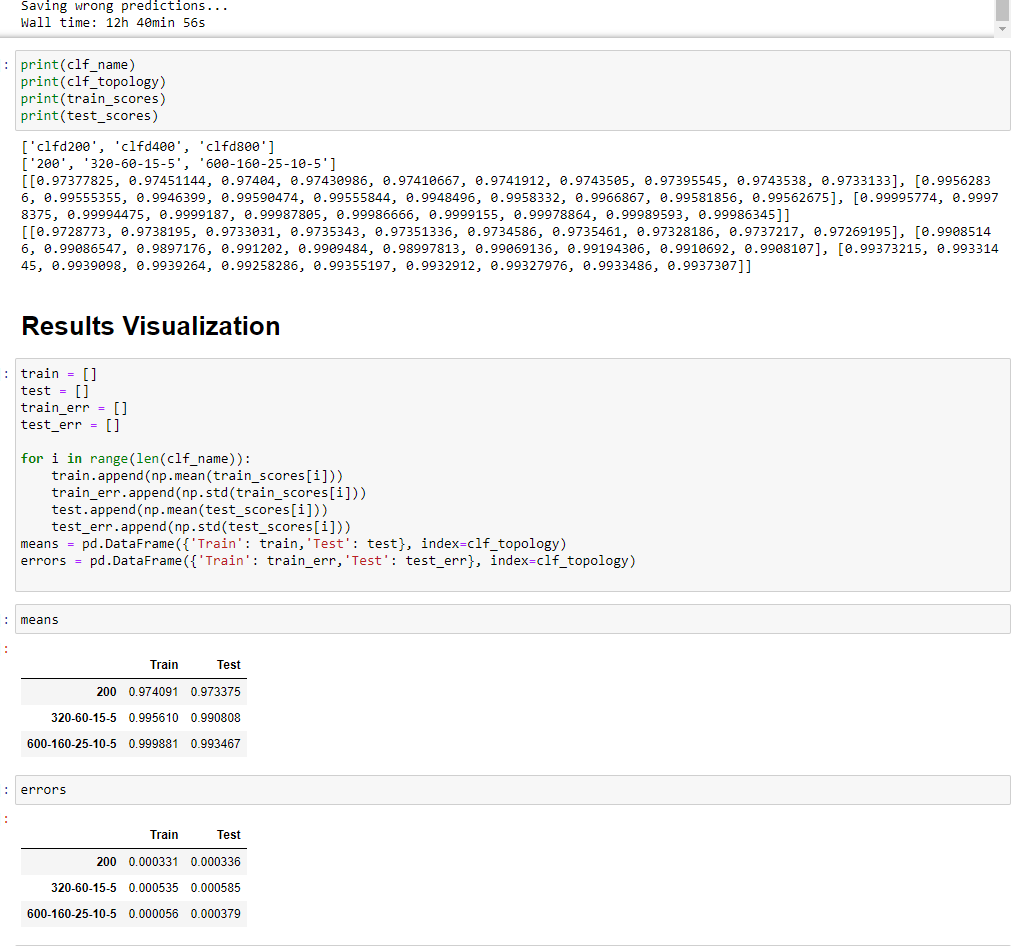 Saving wrong predictions...
Wall time: 12h 40min 56s
: print(clf_name)
print(clf_topology)
print(train_scores)
print(test_scores)
['clfd200', 'clfd400', 'clfd800']
['200', '320-60-15-5', '600-160-25-10-5']
[[0.97377825, 0.97451144, 0.97404, 0.97430986, 0.97410667, 0.9741912, 0.9743505, 0.97395545, 0.9743538, 0.9733133], [0.9956283
6, 0.99555355, 0.9946399, 0.99590474, 0.99555844, 0.9948496, 0.9958332, 0.9966867, 0.99581856, 0.99562675], [0.99995774, 0.9997
8375, 0.99994475, 0.9999187, 0.99987805, 0.99986666, 0.9999155, 0.99978864, 0.99989593, 0.99986345]]
[[0.9728773, 0.9738195, 0.9733031, 0.9735343, 0.97351336, 0.9734586, 0.9735461, 0.97328186, 0.9737217, 0.97269195], [0.9908514
6, 0.99086547, 0.9897176, 0.991202, 0.9909484, 0.98997813, 0.99069136, 0.99194306, 0.9910692, 0.9908107], [0.99373215, 0.993314
45, 0.9939098, 0.9939264, 0.99258286, 0.99355197, 0.9932912, 0.99327976, 0.9933486, 0.9937307]]
Results Visualization
: train = []
test = []
train_err = []
test_err = []
for i in range(len(clf_name)):
    train.append(np.mean(train_scores[i]))
    train_err.append(np.std(train_scores[i]))
    test.append(np.mean(test_scores[i]))
    test_err.append(np.std(test_scores[i]))
means = pd.DataFrame({'Train': train,'Test': test}, index=clf_topology)
errors = pd.DataFrame({'Train': train_err,'Test': test_err}, index=clf_topology)
: means
:
Train Test
200 0.974091 0.973375
320-60-15-5 0.995610 0.990808
600-160-25-10-5 0.999881 0.993467
: errors
:
Train Test
200 0.000331 0.000336
320-60-15-5 0.000535 0.000585
600-160-25-10-5 0.000056 0.000379